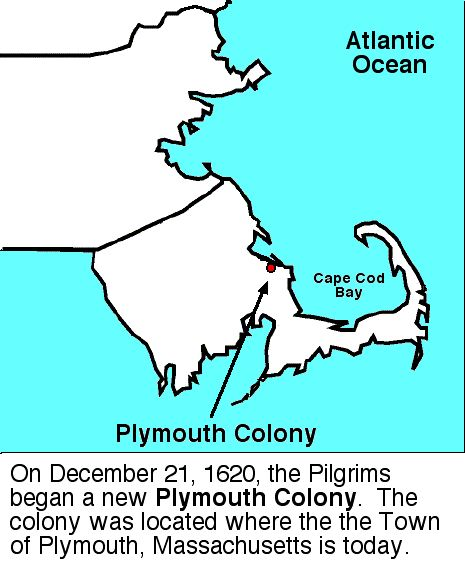 Atlantic
Ocean
Cape Cod
Bay
Plymouth Colony
On December 21, 1620, the Pilgrims
began a new Plymouth Colony.  The
colony was located where the the Town
of Plymouth, Massachusetts is today.